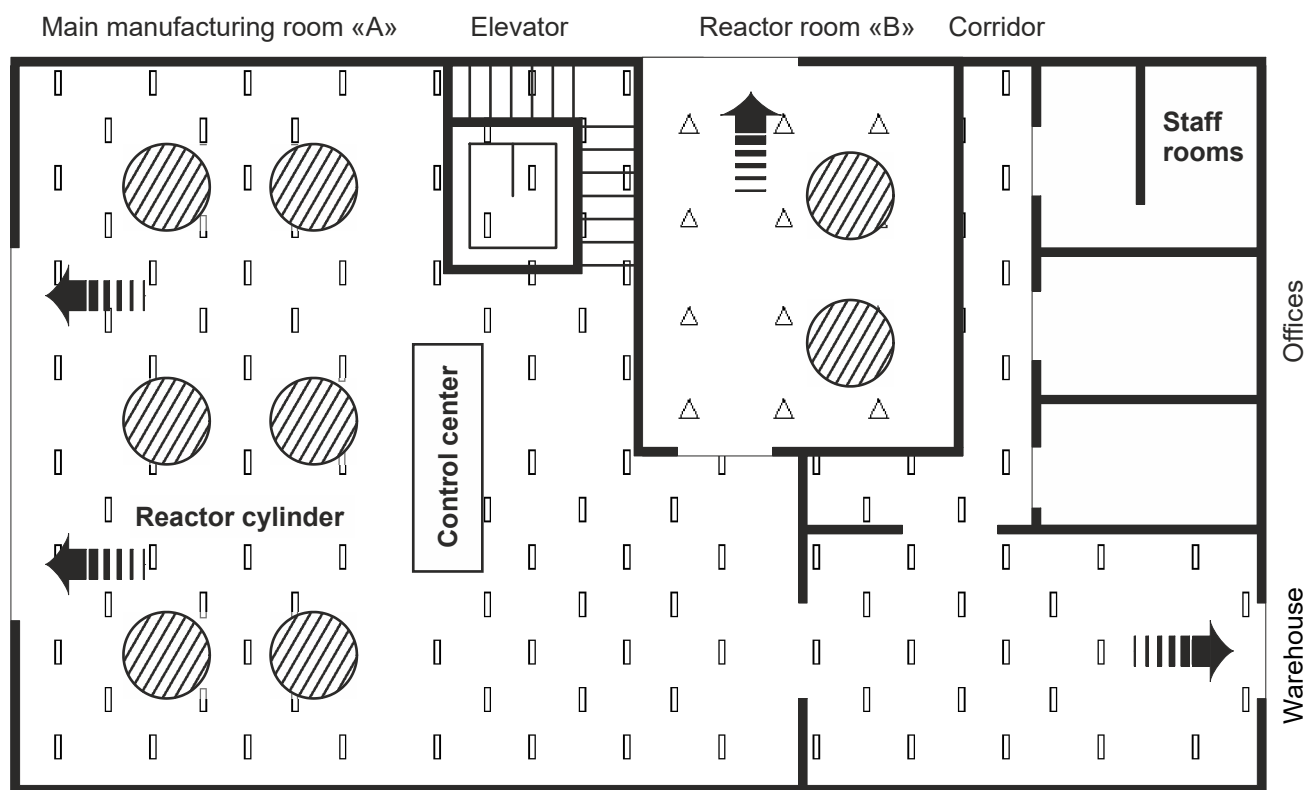 Main manufacturing room «A»
Elevator
Reactor room «B»
Corridor
Staff
rooms
Offices
Control center
Reactor cylinder
Warehouse